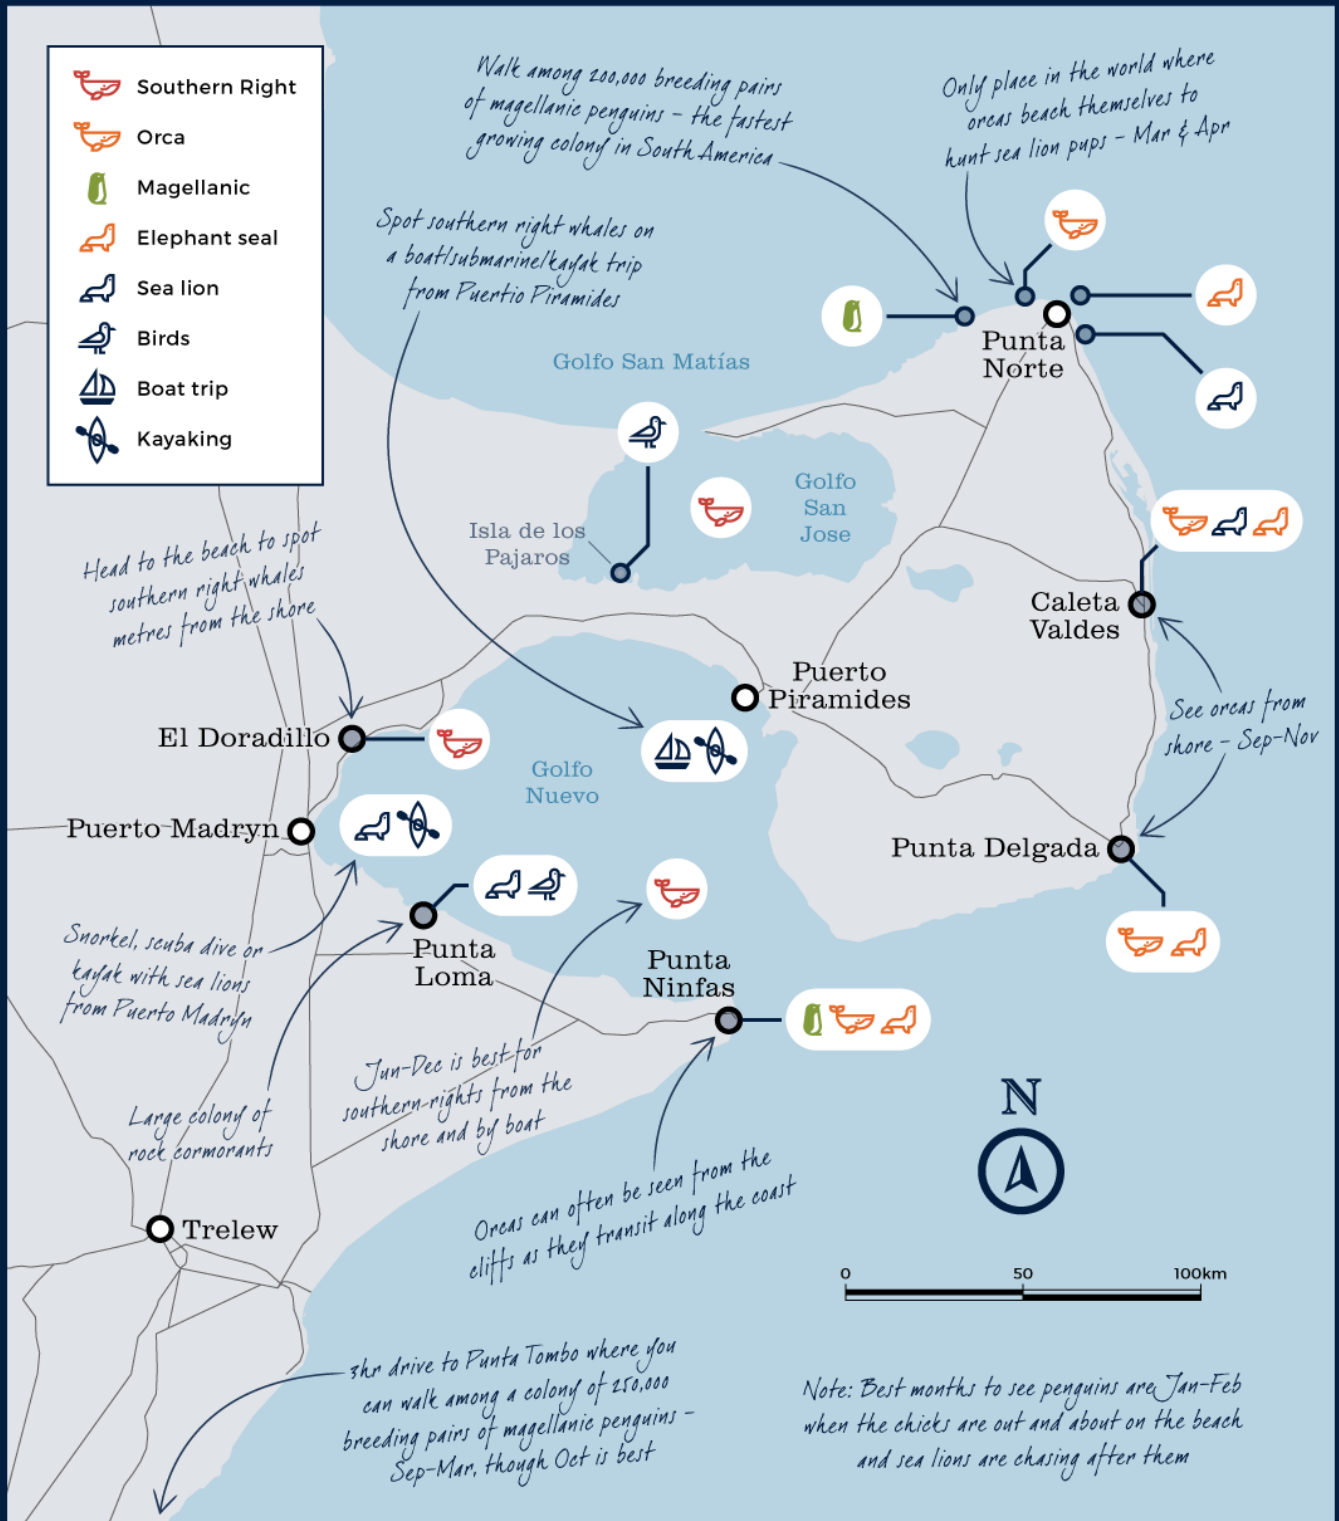 Southern Right
Orca
Magellanic
Elephant seal
Sea lion
Birds
Boat trip
Kayaking
Walk among 200,000 breeding pairs
of magellanic penguins – the fastest
growing colony in South America
Only place in the world where
orcas beach themselves to
hunt sea lion pups – Mar & Apr
Spot southern right whales on
a boat/submarine/kayak trip
from Puertio Piramides
Golfo San Matías
Punta
Norte
Golfo
San
Jose
Isla de los
Pajaros
Head to the beach to spot
southern right whales
metres from the shore
Caleta
Valdes
Puerto
Piramides
See orcas from
shore – Sep-Nov
El Doradillo
Golfo
Nuevo
Puerto Madryn
Punta Delgada
Snorkel, scuba dive or
kayak with sea lions
from Puerto Madryn
Punta
Loma
Punta
Ninfas
Jun-Dec is best for
southern-rights from the
shore and by boat
Large colony of
rock cormorants
N
Orcas can often be seen from the
cliffs as they transit along the coast
Trelew
0 50 100km
3hr drive to Punta Tombo where you
can walk among a colony of 250,000
breeding pairs of magellanic penguins –
Sep-Mar, though Oct is best
Note: Best months to see penguins are Jan-Feb
when the chicks are out and about on the beach
and sea lions are chasing after them